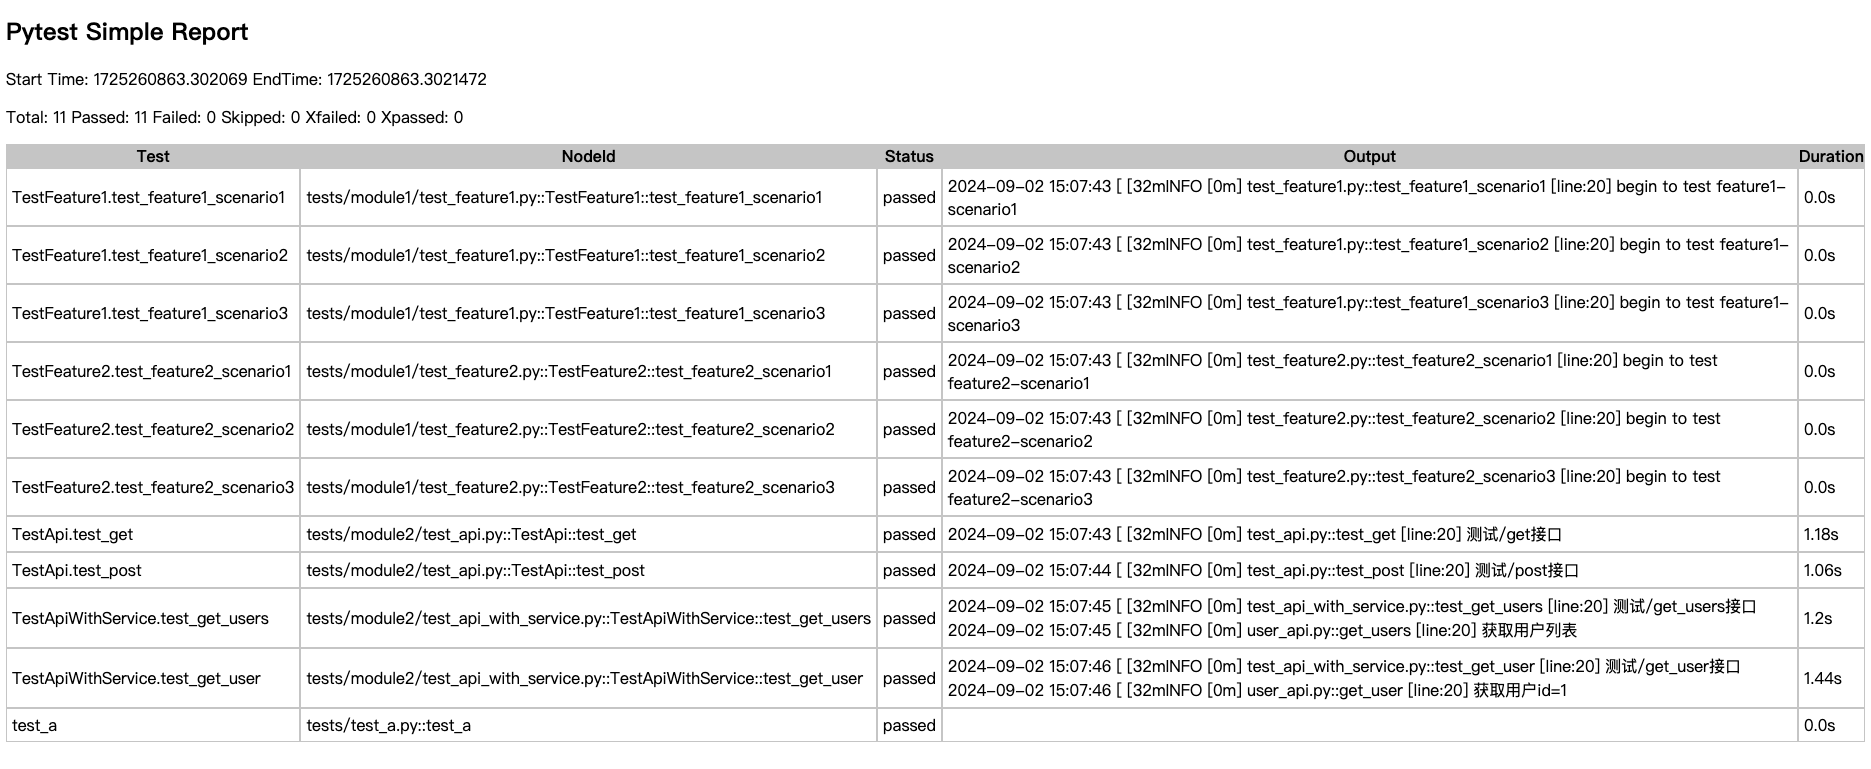 Pytest Simple Report
Start Time: 1725260863.302069 EndTime: 1725260863.3021472
Total: 11 Passed: 11 Failed: 0 Skipped: 0 Xfailed: 0 Xpassed: 0
Test NodeId Status Output Duration
TestFeature1.test_feature1_scenario1 tests/module1/test_feature1.py::TestFeature1::test_feature1_scenario1 passed 2024-09-02 15:07:43 [ [32mINFO [0m] test_feature1.py::test_feature1_scenario1 [line:20] begin to test feature1-
scenario1 0.0s
TestFeature1.test_feature1_scenario2 tests/module1/test_feature1.py::TestFeature1::test_feature1_scenario2 passed 2024-09-02 15:07:43 [ [32mINFO [0m] test_feature1.py::test_feature1_scenario2 [line:20] begin to test feature1-
scenario2 0.0s
TestFeature1.test_feature1_scenario3 tests/module1/test_feature1.py::TestFeature1::test_feature1_scenario3 passed 2024-09-02 15:07:43 [ [32mINFO [0m] test_feature1.py::test_feature1_scenario3 [line:20] begin to test feature1-
scenario3 0.0s
TestFeature2.test_feature2_scenario1 tests/module1/test_feature2.py::TestFeature2::test_feature2_scenario1 passed 2024-09-02 15:07:43 [ [32mINFO [0m] test_feature2.py::test_feature2_scenario1 [line:20] begin to test
feature2-scenario1 0.0s
TestFeature2.test_feature2_scenario2 tests/module1/test_feature2.py::TestFeature2::test_feature2_scenario2 passed 2024-09-02 15:07:43 [ [32mINFO [0m] test_feature2.py::test_feature2_scenario2 [line:20] begin to test
feature2-scenario2 0.0s
TestFeature2.test_feature2_scenario3 tests/module1/test_feature2.py::TestFeature2::test_feature2_scenario3 passed 2024-09-02 15:07:43 [ [32mINFO [0m] test_feature2.py::test_feature2_scenario3 [line:20] begin to test
feature2-scenario3 0.0s
TestApi.test_get tests/module2/test_api.py::TestApi::test_get passed 2024-09-02 15:07:43 [ [32mINFO [0m] test_api.py::test_get [line:20] 测试/get接口 1.18s
TestApi.test_post tests/module2/test_api.py::TestApi::test_post passed 2024-09-02 15:07:44 [ [32mINFO [0m] test_api.py::test_post [line:20] 测试/post接口 1.06s
TestApiWithService.test_get_users tests/module2/test_api_with_service.py::TestApiWithService::test_get_users passed 2024-09-02 15:07:45 [ [32mINFO [0m] test_api_with_service.py::test_get_users [line:20] 测试/get_users接口
2024-09-02 15:07:45 [ [32mINFO [0m] user_api.py::get_users [line:20] 获取用户列表 1.2s
TestApiWithService.test_get_user tests/module2/test_api_with_service.py::TestApiWithService::test_get_user passed 2024-09-02 15:07:46 [ [32mINFO [0m] test_api_with_service.py::test_get_user [line:20] 测试/get_user接口
2024-09-02 15:07:46 [ [32mINFO [0m] user_api.py::get_user [line:20] 获取用户id=1 1.44s
test_a tests/test_a.py::test_a passed 0.0s